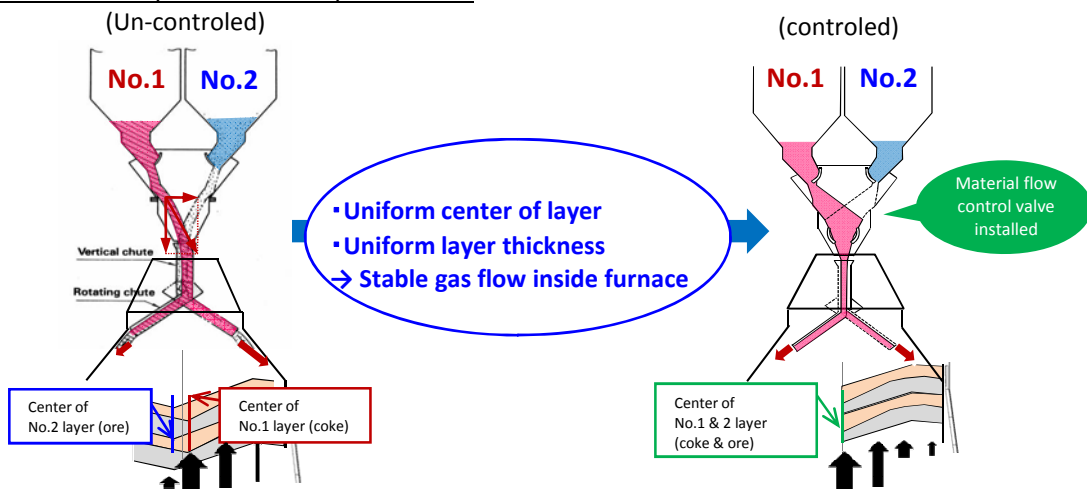 (Un-controled)
(controled)
No.1
No.2
No.1
No.2
・Uniform center of layer
・Uniform layer thickness
→ Stable gas flow inside furnace
Material flow
control valve
installed
Vertical chute
Rotating chute
Center of
No.2 layer (ore)
Center of
No.1 layer (coke)
Center of
No.1 & 2 layer
(coke & ore)